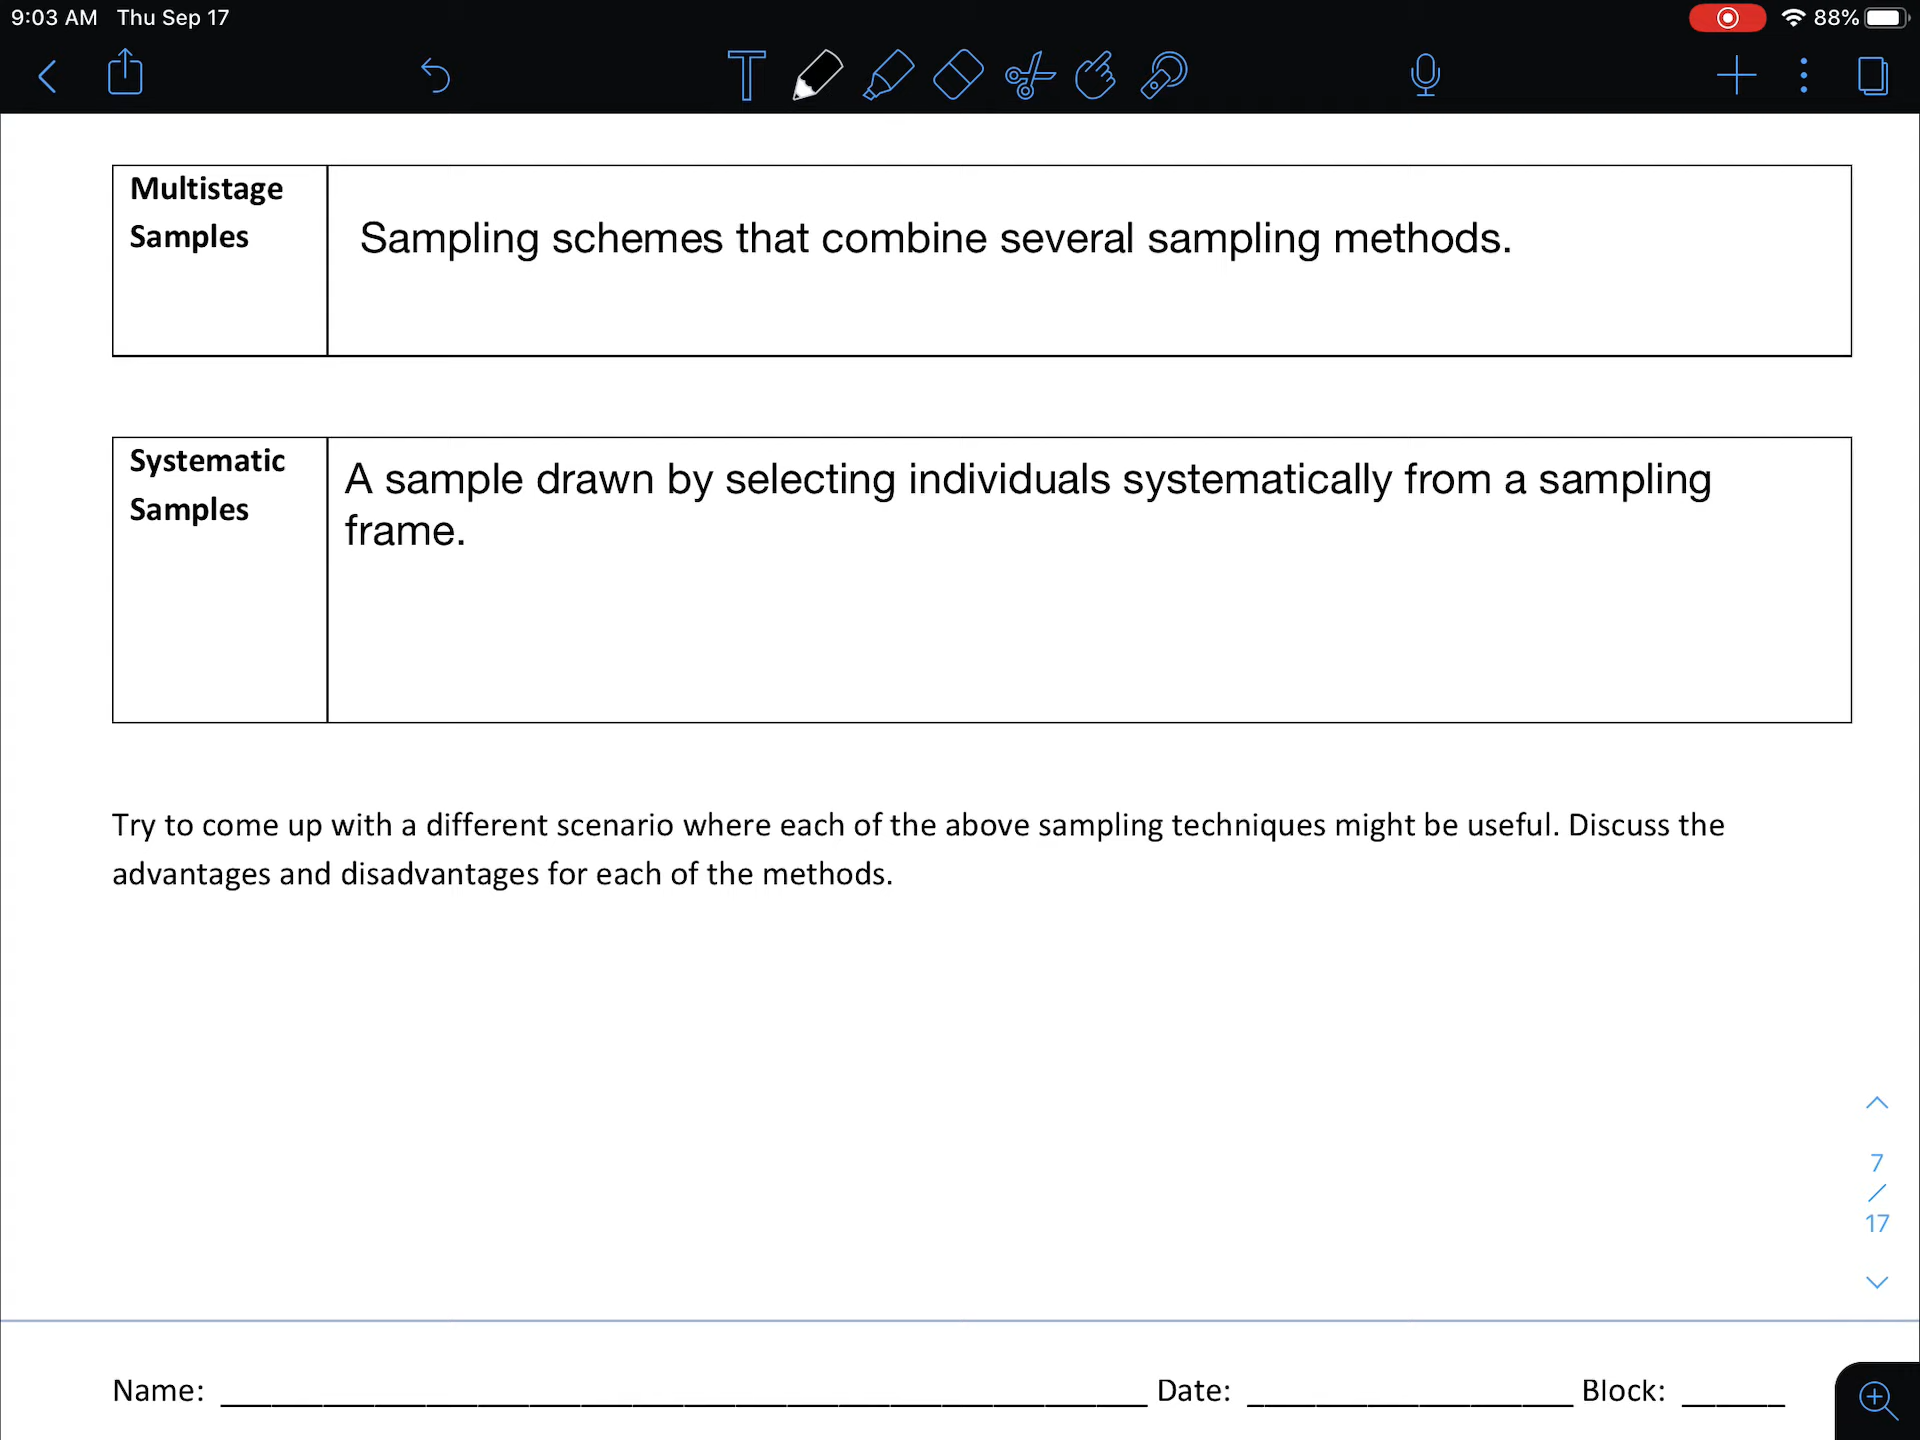 9:03 AM Thu Sep 17
88%
Multistage
Samples
Sampling schemes that combine several sampling methods.
Systematic
Samples
A sample drawn by selecting individuals systematically from a sampling
frame.
Try to come up with a different scenario where each of the above sampling techniques might be useful. Discuss the
advantages and disadvantages for each of the methods.
7
/
17
Name: ______________________________ Date: ______________ Block: ______